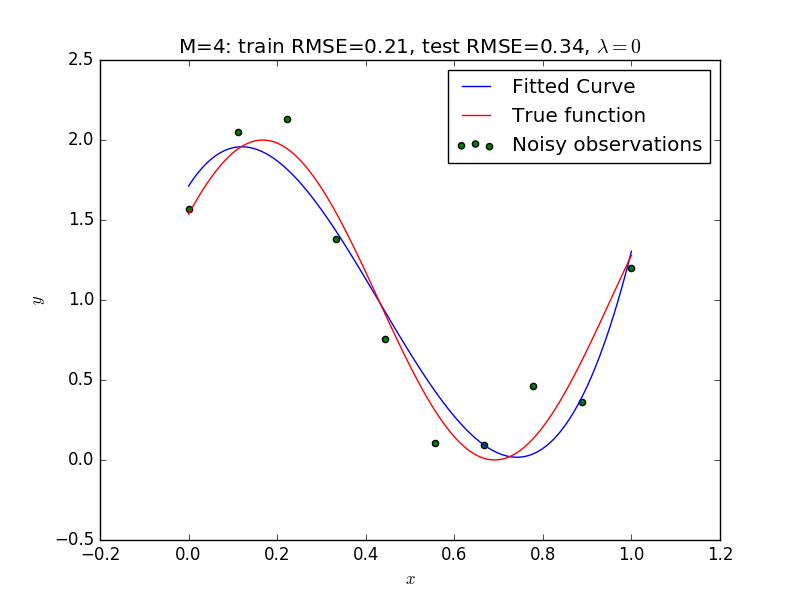 M=4: train RMSE=0.21, test RMSE=0.34, λ=0
Fitted Curve
True function
Noisy observations
2.5
2.0
1.5
1.0
0.5
0.0
−0.5
y
−0.2 0.0 0.2 0.4 0.6 0.8 1.0 1.2
x